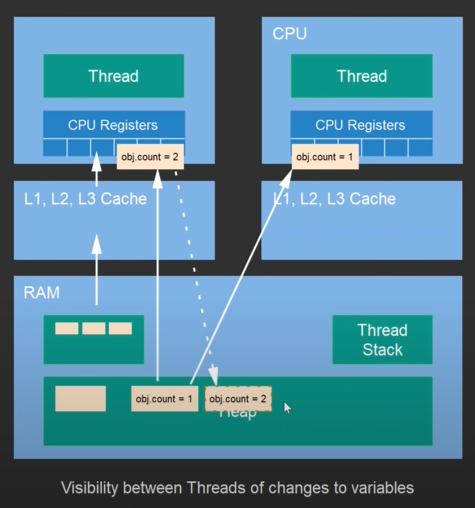 CPU
Thread
Thread
CPU Registers
CPU Registers
obj.count = 2
obj.count = 1
L1, L2, L3 Cache
L1, L2, L3 Cache
RAM
Thread
Stack
obj.count = 1
obj.count = 2
Heap
Visibility between Threads of changes to variables